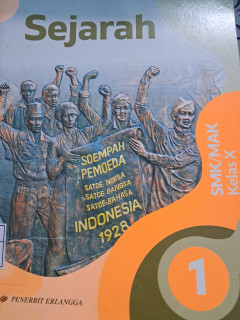 Sejarah
SOEMPAH
PEMOEDA
SATOE NOESA
SATOE BANGSA
SATOE BAHASA
INDONESIA
1928
SMK/MAK
Kelas X
1
PENERBIT ERLANGGA